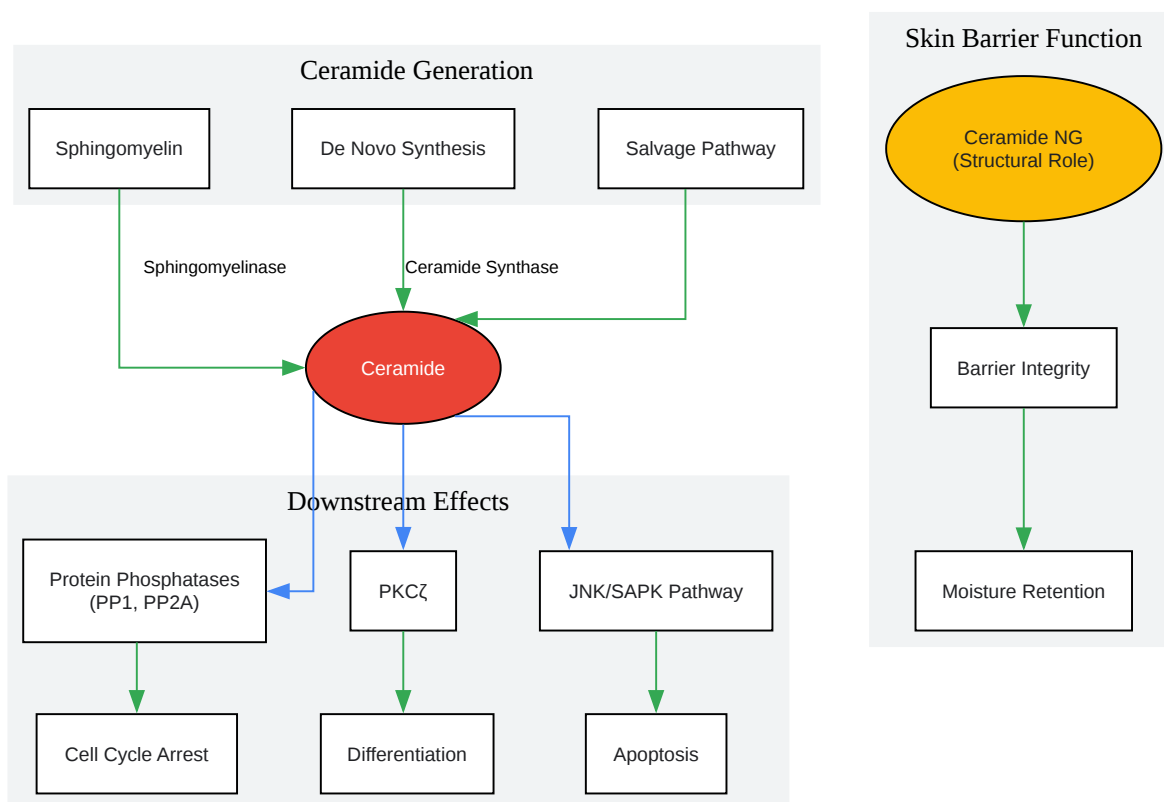 Ceramide Generation
Sphingomyelin
De Novo Synthesis
Salvage Pathway
Sphingomyelinase
Ceramide Synthase
Ceramide
Downstream Effects
Protein Phosphatases
(PP1, PP2A)
PKCζ
JNK/SAPK Pathway
Cell Cycle Arrest
Differentiation
Apoptosis
Skin Barrier Function
Ceramide NG
(Structural Role)
Barrier Integrity
Moisture Retention